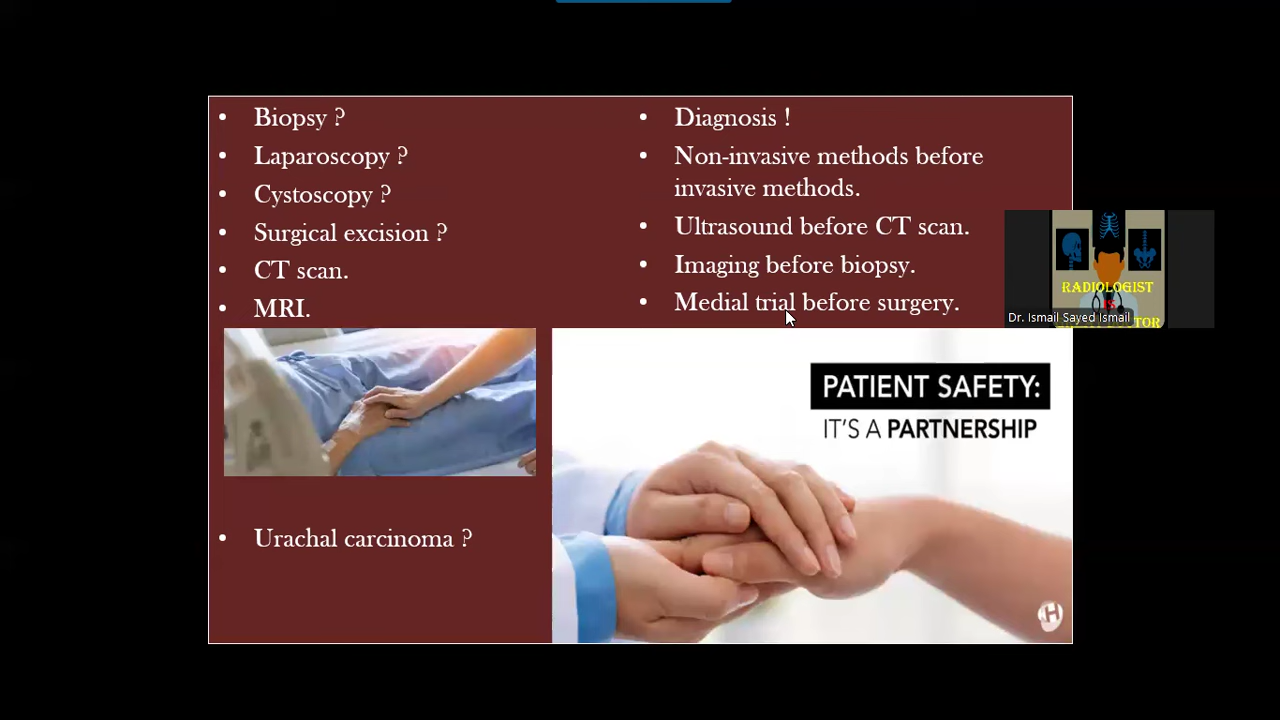 • Biopsy ?
• Laparoscopy ?
• Cystoscopy ?
• Surgical excision ?
• CT scan.
• MRI.
• Urachal carcinoma ?
• Diagnosis !
• Non-invasive methods before
invasive methods.
• Ultrasound before CT scan.
• Imaging before biopsy.
• Medial trial before surgery.
PATIENT SAFETY:
IT'S A PARTNERSHIP
H
RADIOLOGIST
IS
Dr. Ismail Sayed Ismail